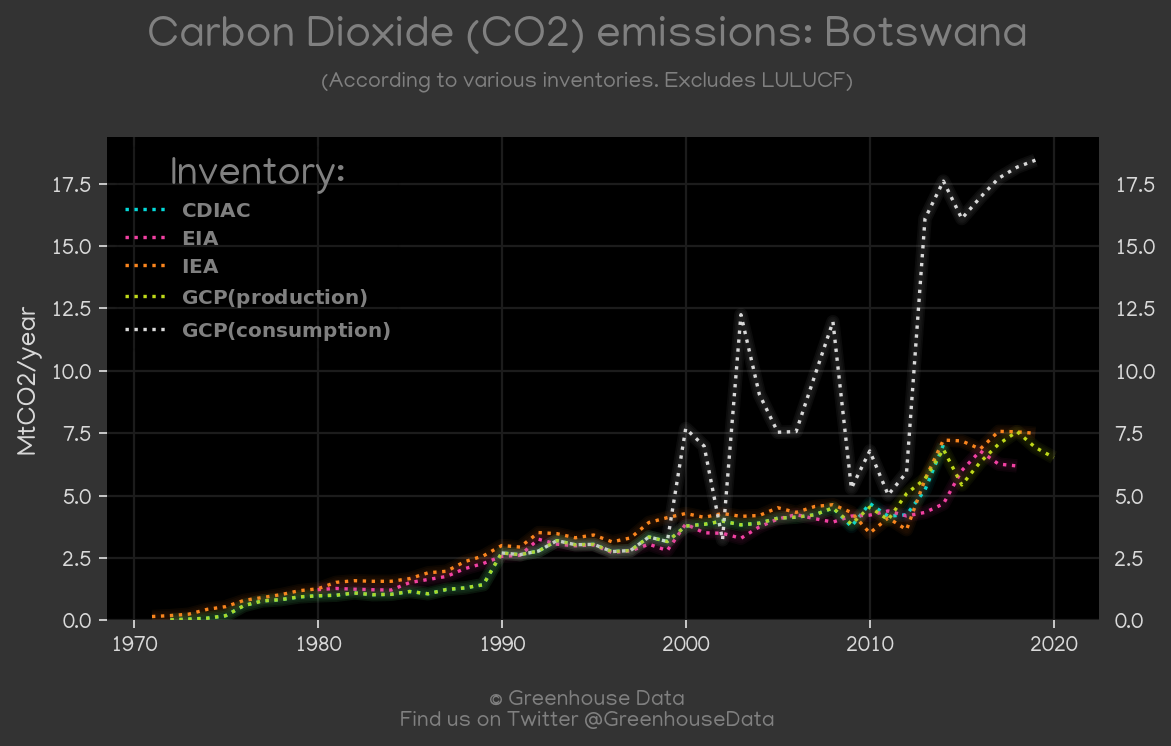 Carbon Dioxide (CO2) emissions: Botswana
(According to various inventories. Excludes LULUCF)
Inventory:
CDIAC
EIA
IEA
GCP(production)
GCP(consumption)
MtCO2/year
17.5
15.0
12.5
10.0
7.5
5.0
2.5
0.0
17.5
15.0
12.5
10.0
7.5
5.0
2.5
0.0
1970 1980 1990 2000 2010 2020
© Greenhouse Data
Find us on Twitter @GreenhouseData